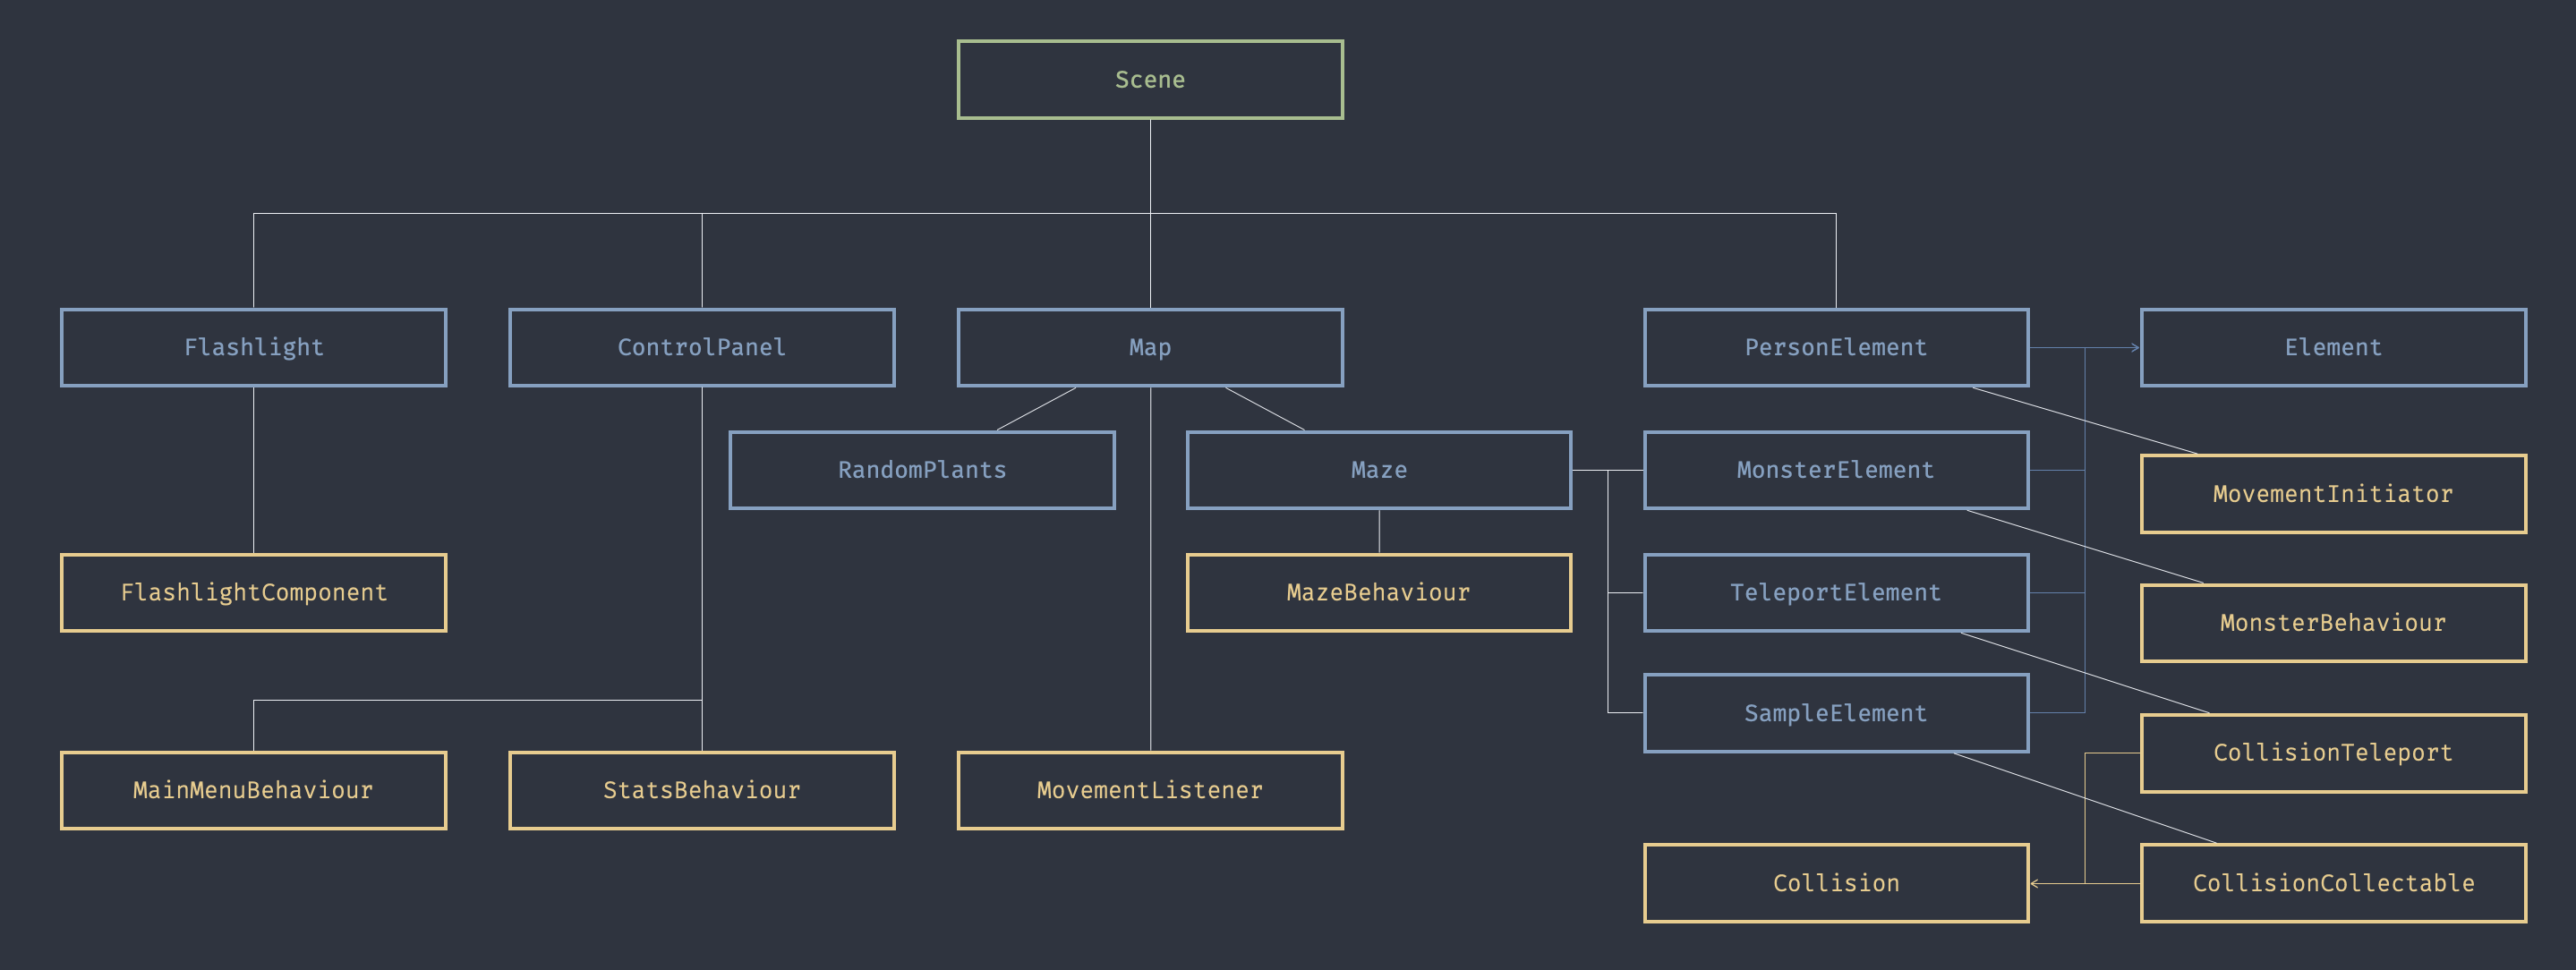 Scene
Flashlight
ControlPanel
Map
PersonElement
Element
RandomPlants
Maze
MonsterElement
MovementInitiator
FlashlightComponent
MazeBehaviour
TeleportElement
MonsterBehaviour
SampleElement
CollisionTeleport
MainMenuBehaviour
StatsBehaviour
MovementListener
Collision
CollisionCollectable